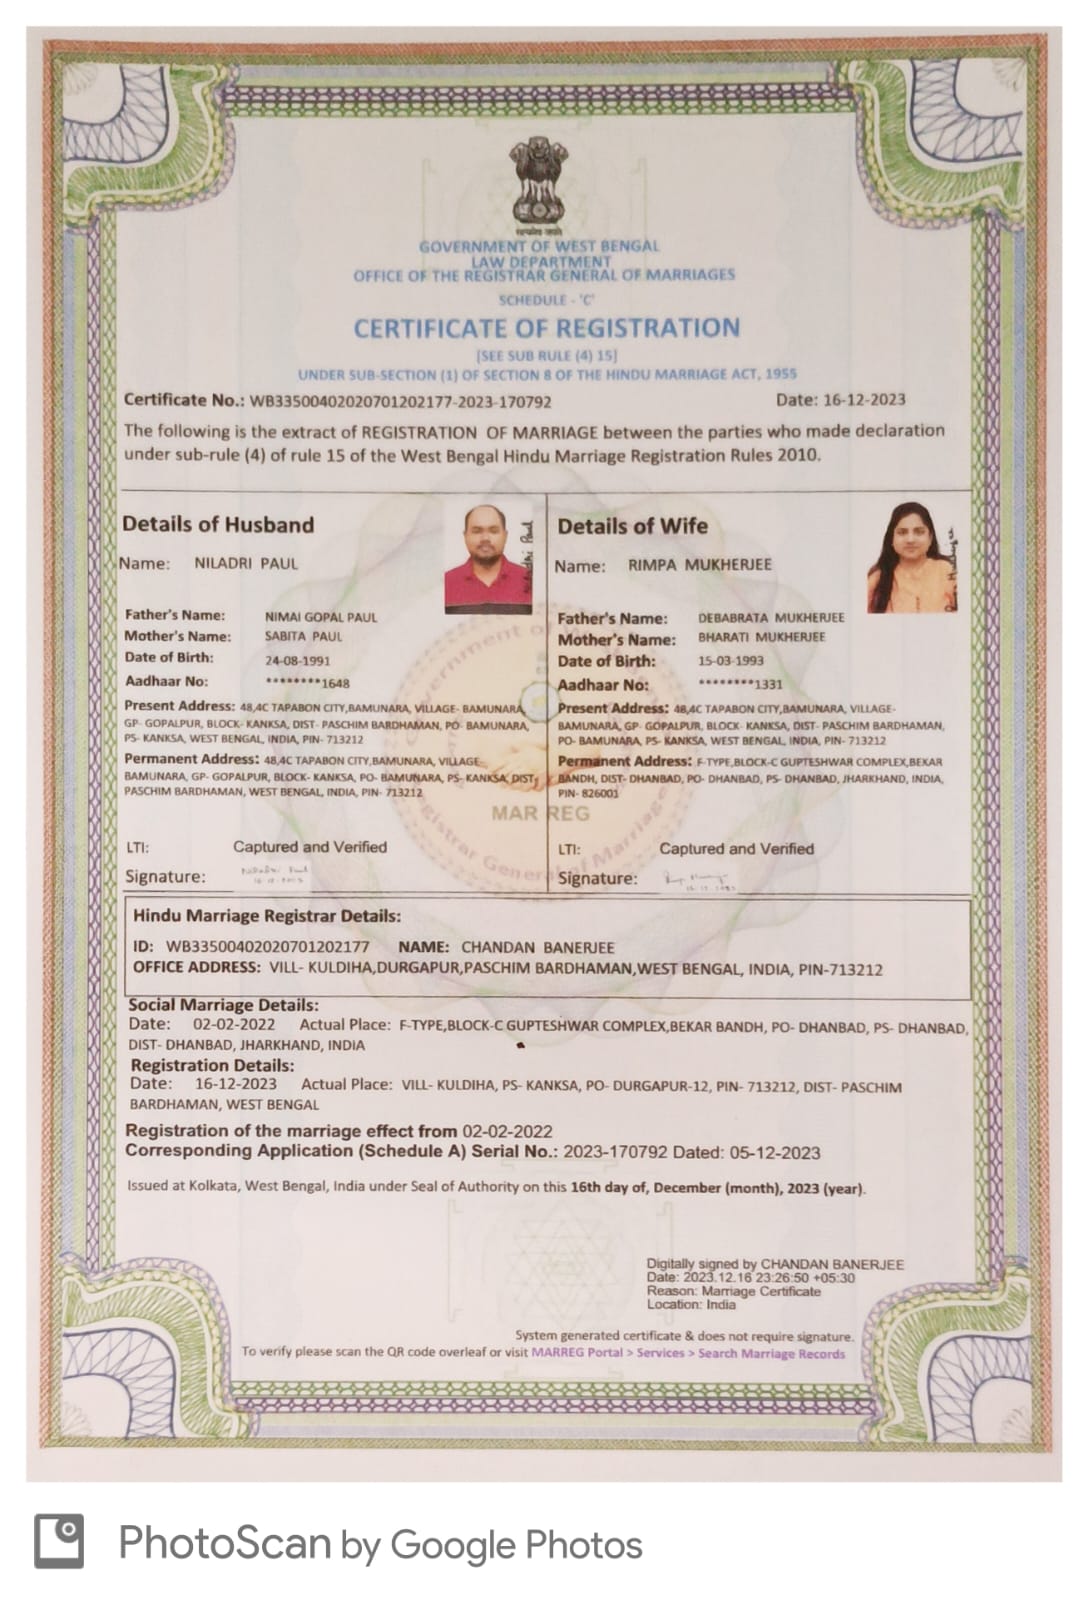 सत्यमेव जयते
GOVERNMENT OF WEST BENGAL
LAW DEPARTMENT
OFFICE OF THE REGISTRAR GENERAL OF MARRIAGES
SCHEDULE - 'C'
CERTIFICATE OF REGISTRATION
[SEE SUB RULE (4) 15]
UNDER SUB-SECTION (1) OF SECTION 8 OF THE HINDU MARRIAGE ACT, 1955
Certificate No.: WB33500402020701202177-2023-170792 Date: 16-12-2023
The following is the extract of REGISTRATION OF MARRIAGE between the parties who made declaration
under sub-rule (4) of rule 15 of the West Bengal Hindu Marriage Registration Rules 2010.
Details of Husband
Name: NILADRI PAUL
Niladri Paul
Father's Name: NIMAI GOPAL PAUL
Mother's Name: SABITA PAUL
Date of Birth: 24-08-1991
Aadhaar No: ********1648
Present Address: 48,4C TAPABON CITY,BAMUNARA, VILLAGE- BAMUNARA,
GP- GOPALPUR, BLOCK- KANKSA, DIST- PASCHIM BARDHAMAN, PO- BAMUNARA,
PS- KANKSA, WEST BENGAL, INDIA, PIN- 713212
Permanent Address: 48,4C TAPABON CITY,BAMUNARA, VILLAGE-
BAMUNARA, GP- GOPALPUR, BLOCK- KANKSA, PO- BAMUNARA, PS- KANKSA, DIST-
PASCHIM BARDHAMAN, WEST BENGAL, INDIA, PIN- 713212
LTI: Captured and Verified
Signature: Niladri Paul
16-12-2023
Details of Wife
Name: RIMPA MUKHERJEE
Father's Name: DEBABRATA MUKHERJEE
Mother's Name: BHARATI MUKHERJEE
Date of Birth: 15-03-1993
Aadhaar No: ********1331
Present Address: 48,4C TAPABON CITY,BAMUNARA, VILLAGE-
BAMUNARA, GP- GOPALPUR, BLOCK- KANKSA, DIST- PASCHIM BARDHAMAN,
PO- BAMUNARA, PS- KANKSA, WEST BENGAL, INDIA, PIN- 713212
Permanent Address: F-TYPE,BLOCK-C GUPTESHWAR COMPLEX,BEKAR
BANDH, DIST- DHANBAD, PO- DHANBAD, PS- DHANBAD, JHARKHAND, INDIA,
PIN- 826001
LTI: Captured and Verified
Signature:
MAR REG
Registrar General of Marriages
Hindu Marriage Registrar Details:
ID: WB33500402020701202177 NAME: CHANDAN BANERJEE
OFFICE ADDRESS: VILL- KULDIHA,DURGAPUR,PASCHIM BARDHAMAN,WEST BENGAL, INDIA, PIN-713212
Social Marriage Details:
Date: 02-02-2022 Actual Place: F-TYPE,BLOCK-C GUPTESHWAR COMPLEX,BEKAR BANDH, PO- DHANBAD, PS- DHANBAD,
DIST- DHANBAD, JHARKHAND, INDIA
Registration Details:
Date: 16-12-2023 Actual Place: VILL- KULDIHA, PS- KANKSA, PO- DURGAPUR-12, PIN- 713212, DIST- PASCHIM
BARDHAMAN, WEST BENGAL
Registration of the marriage effect from 02-02-2022
Corresponding Application (Schedule A) Serial No.: 2023-170792 Dated: 05-12-2023
Issued at Kolkata, West Bengal, India under Seal of Authority on this 16th day of, December (month), 2023 (year).
Digitally signed by CHANDAN BANERJEE
Date: 2023.12.16 23:26:50 +05:30
Reason: Marriage Certificate
Location: India
System generated certificate & does not require signature.
To verify please scan the QR code overleaf or visit MARREG Portal > Services > Search Marriage Records
PhotoScan by Google Photos